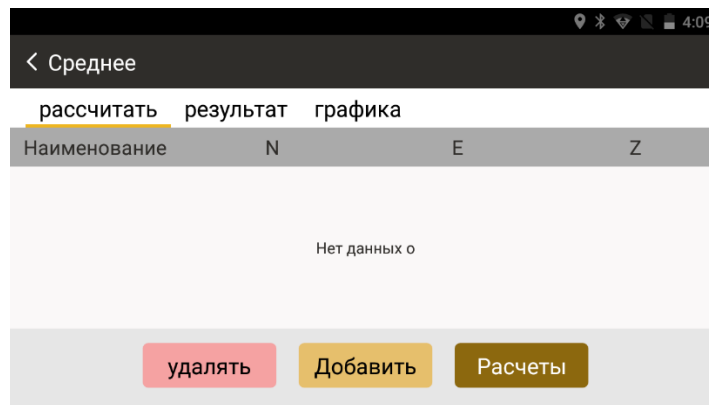 4:09
Среднее
рассчитать результат графика
Наименование N E Z
Нет данных о
удалять Добавить Расчеты